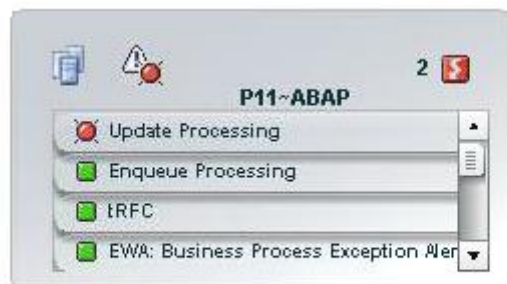 2
P11~ABAP
Update Processing
Enqueue Processing
tRFC
EWA: Business Process Exception Aler